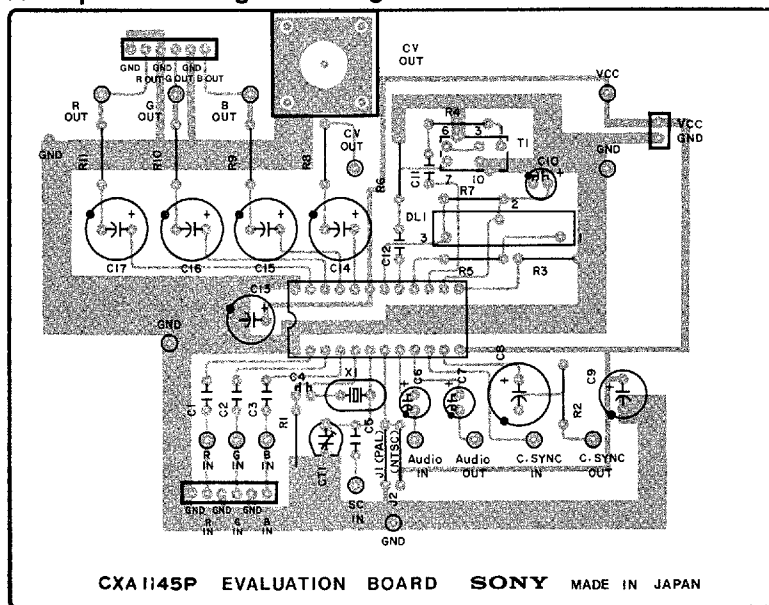 CV
OUT
GND GND GND
R OUT G OUT B OUT
VCC
R
OUT
G
OUT
B
OUT
R4
6 3 T1
VCC
GND
CV
OUT
GND
R11
R10
R9
R8
R6
C11
7 10
C10
GND
R7
2
DL1
3 1
C12
C17 C16 C15 C14
R5 R3
C13
GND
C4 X1 C6 C7 C8 C9
C1 C2 C3 R1 CT1 C5 J1 (PAL) (NTSC) R2
R
IN
G
IN
B
IN
Audio
IN
Audio
OUT
C. SYNC
IN
C. SYNC
OUT
J2
SC
IN
GND GND GND
R
IN
G
IN
B
IN
GND
CXA1145P EVALUATION BOARD SONY MADE IN JAPAN